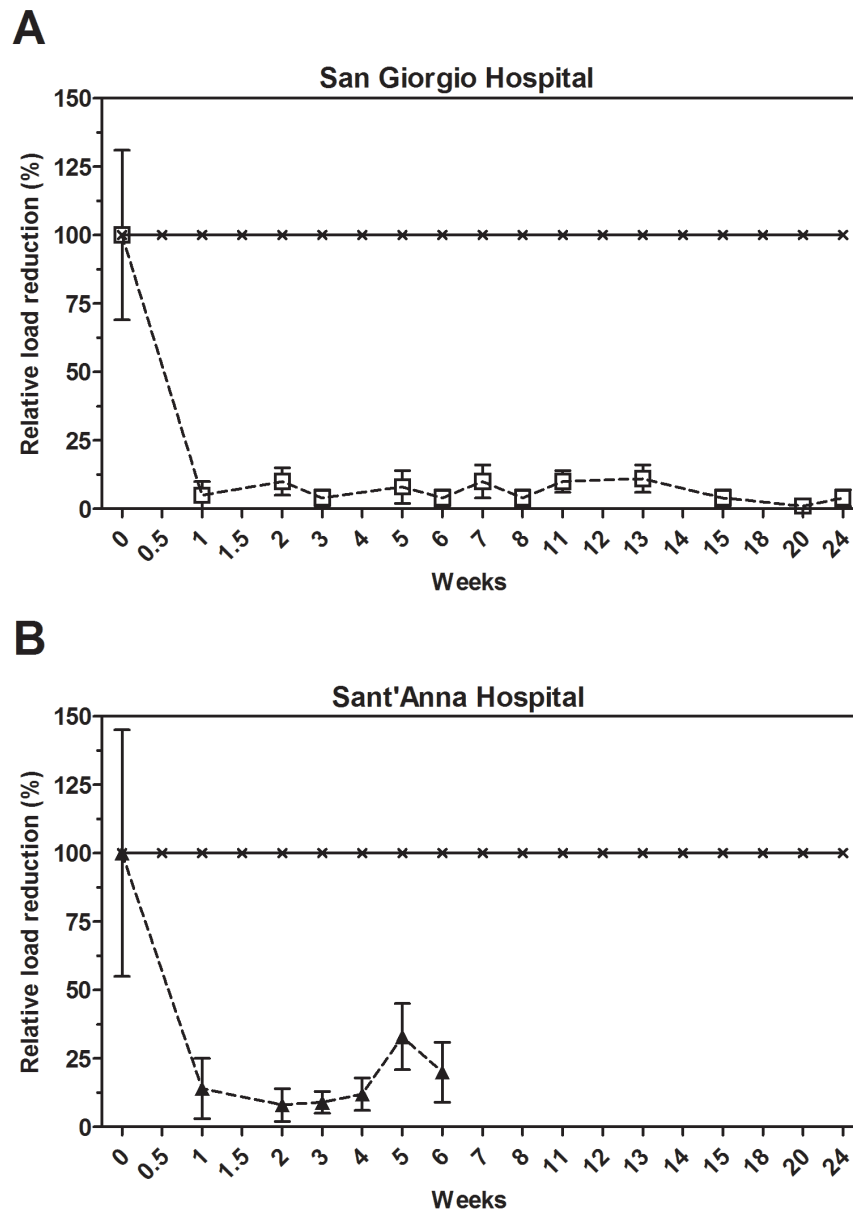 A
San Giorgio Hospital
Relative load reduction (%)
150
125
100
75
50
25
0
0 0.5 1 1.5 2 3 4 5 6 7 8 11 12 13 14 15 18 20 24
Weeks
B
Sant'Anna Hospital
Relative load reduction (%)
150
125
100
75
50
25
0
0 0.5 1 1.5 2 3 4 5 6 7 8 11 12 13 14 15 18 20 24
Weeks